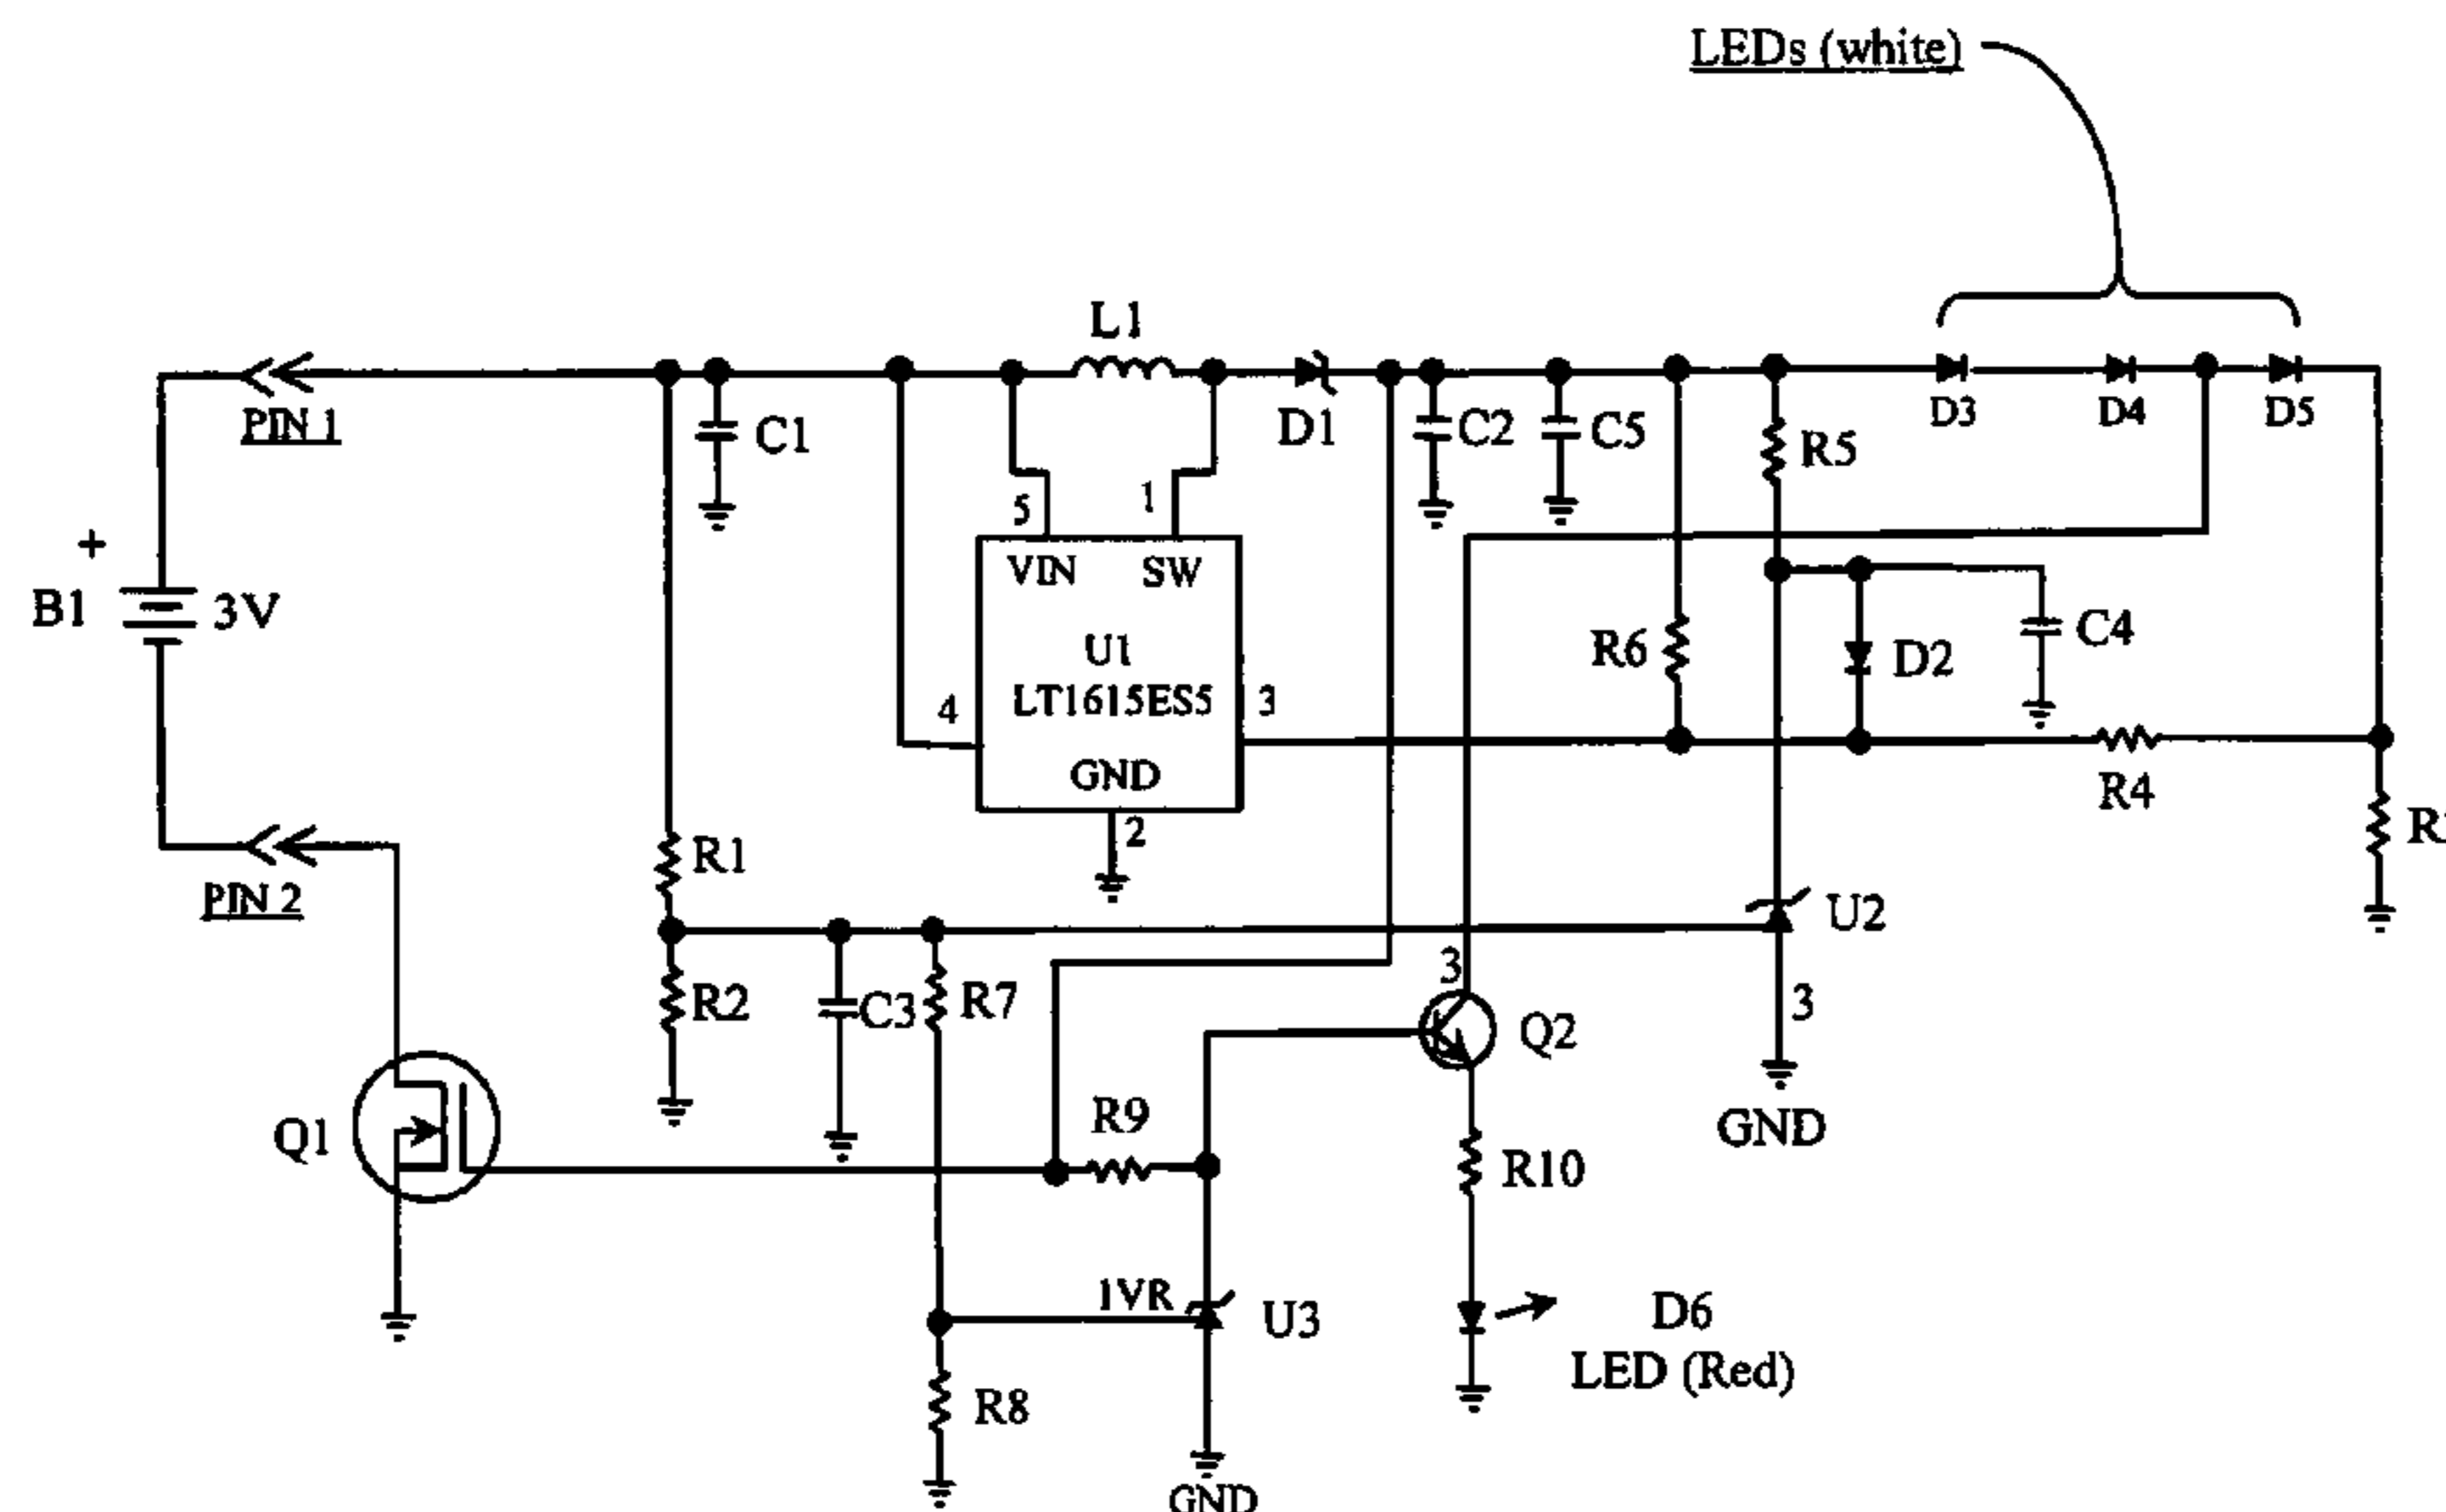 LEDs (white)
L1
PIN 1
C1
D1
C2
C5
R5
D3
D4
D5
5
1
VIN
SW
+
B1
3V
U1
LT1615ES5
4
3
GND
2
R6
D2
C4
R4
PIN 2
R1
U2
R2
C3
R7
3
Q2
3
GND
Q1
R9
R10
1VR
U3
D6
LED (Red)
R8
GND